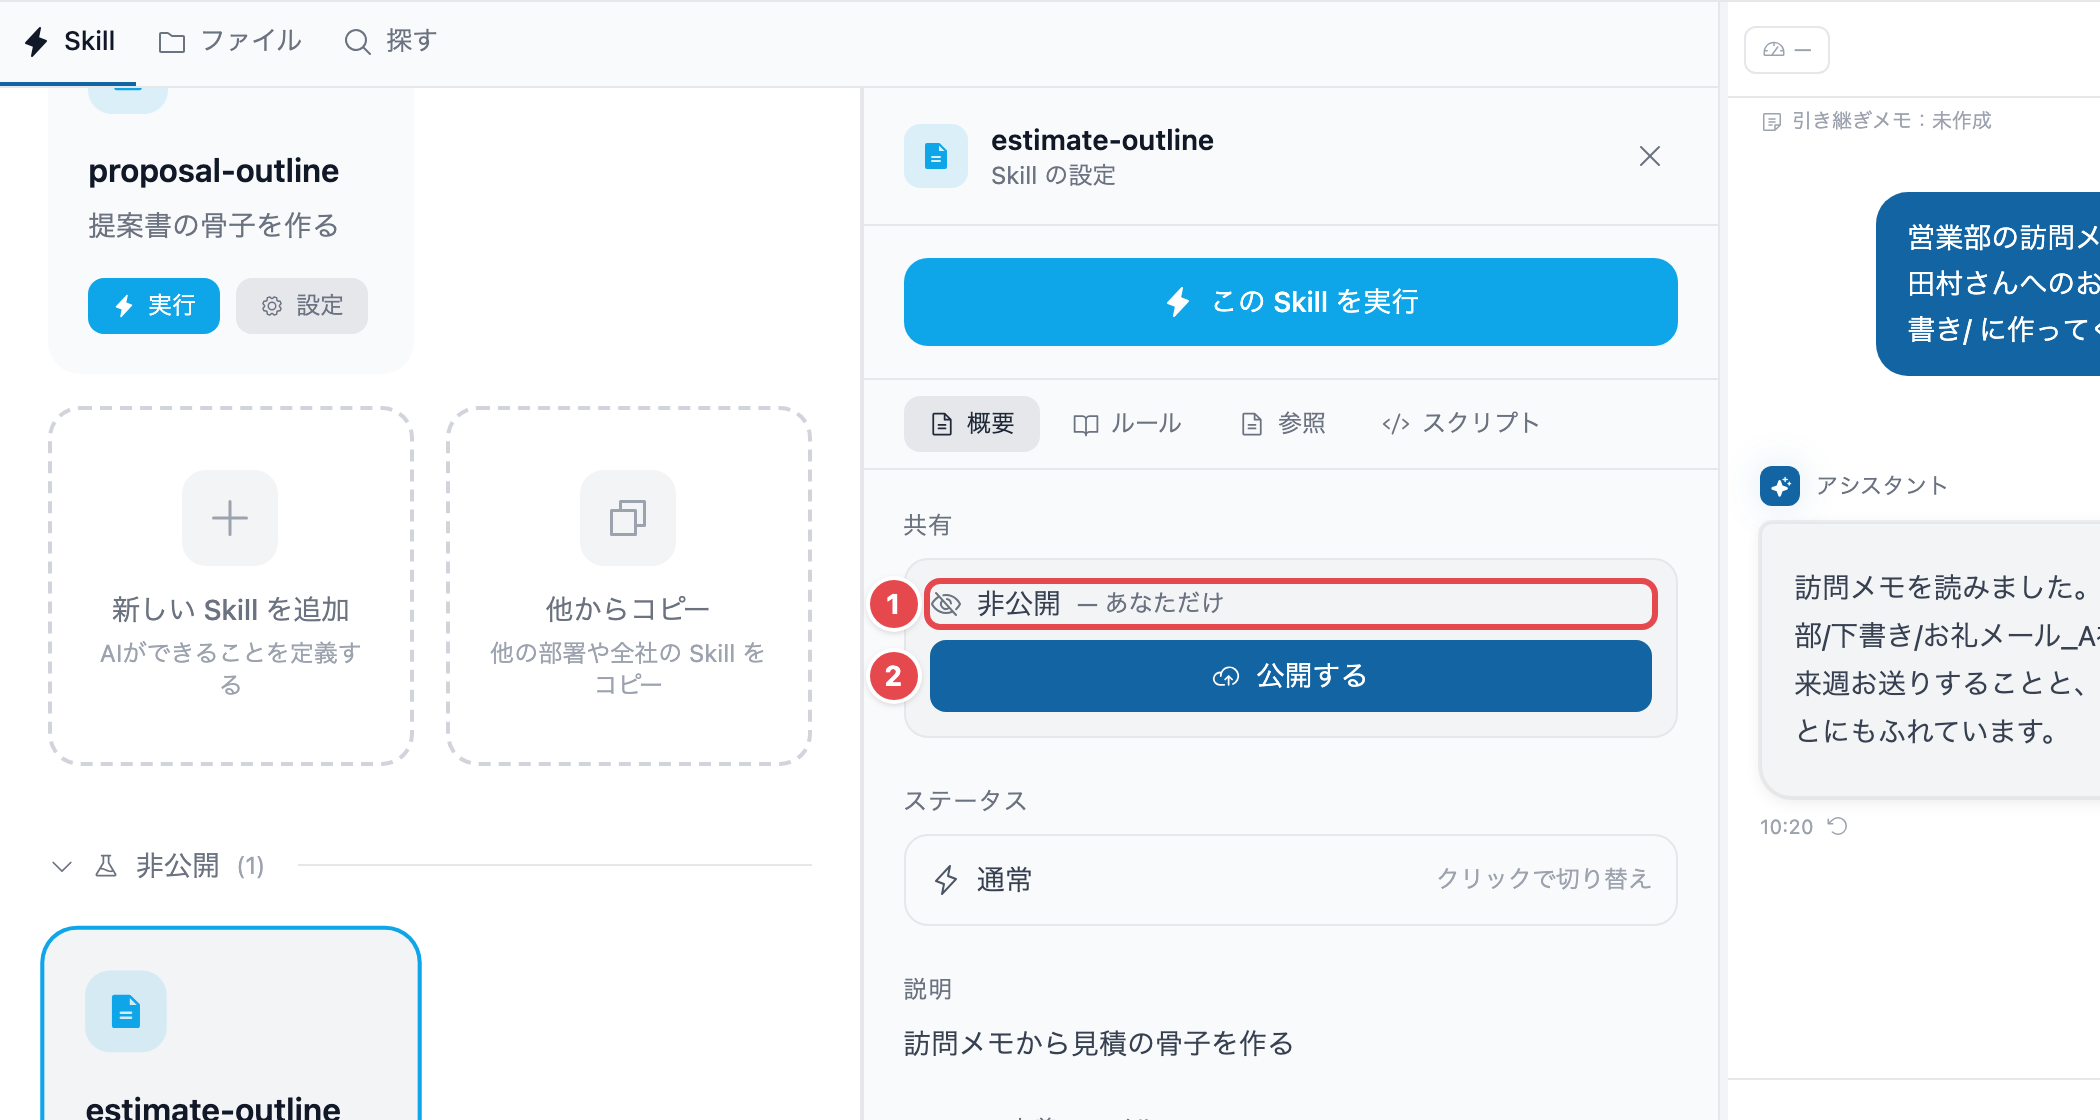 Skill
ファイル
探す
proposal-outline
提案書の骨子を作る
実行
設定
新しい Skill を追加
AIができることを定義す
る
他からコピー
他の部署や全社の Skill を
コピー
非公開 (1)
estimate-outline
estimate-outline
Skill の設定
この Skill を実行
概要
ルール
参照
</> スクリプト
共有
1
非公開 — あなただけ
2
公開する
ステータス
通常
クリックで切り替え
説明
訪問メモから見積の骨子を作る
—
引き継ぎメモ：未作成
営業部の訪問メ
田村さんへのお
書き/ に作って
アシスタント
訪問メモを読みました。
部/下書き/お礼メール_A
来週お送りすることと、
とにもふれています。
10:20